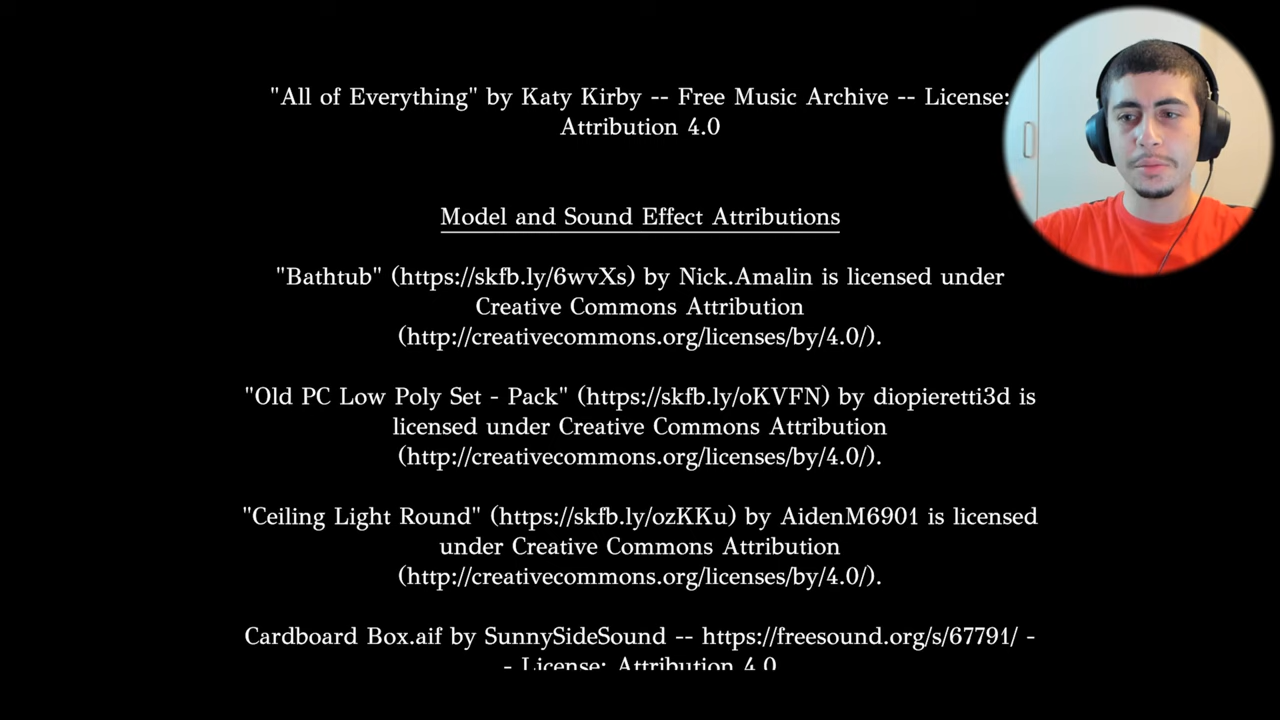 "All of Everything" by Katy Kirby -- Free Music Archive -- License:
Attribution 4.0
Model and Sound Effect Attributions
"Bathtub" (https://skfb.ly/6wvXs) by Nick.Amalin is licensed under
Creative Commons Attribution
(http://creativecommons.org/licenses/by/4.0/).
"Old PC Low Poly Set - Pack" (https://skfb.ly/oKVFN) by diopieretti3d is
licensed under Creative Commons Attribution
(http://creativecommons.org/licenses/by/4.0/).
"Ceiling Light Round" (https://skfb.ly/ozKKu) by AidenM6901 is licensed
under Creative Commons Attribution
(http://creativecommons.org/licenses/by/4.0/).
Cardboard Box.aif by SunnySideSound -- https://freesound.org/s/67791/ -
- License: Attribution 4.0